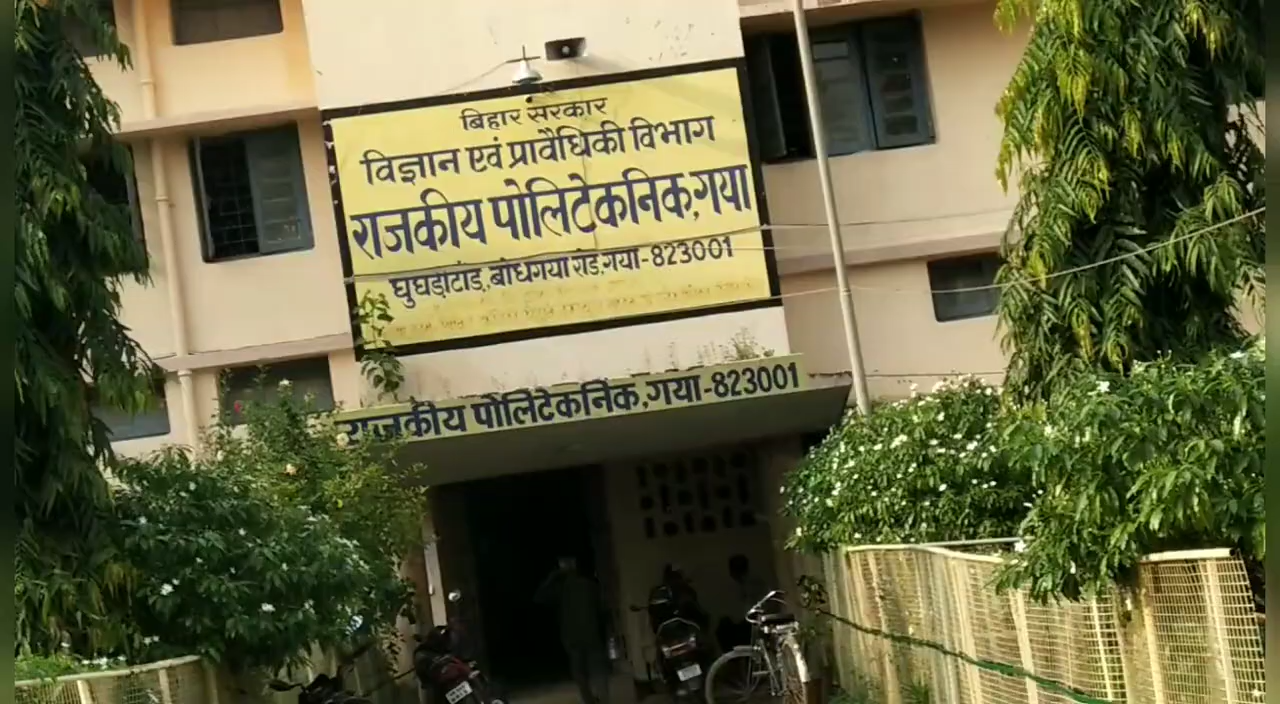 बिहार सरकार
विज्ञान एवं प्रावैधिकी विभाग
राजकीय पोलिटेकनिक,गया
घुघड़ीटांड़,बोधगया रोड,गया-823001
राजकीय पोलिटेकनिक,गया-823001